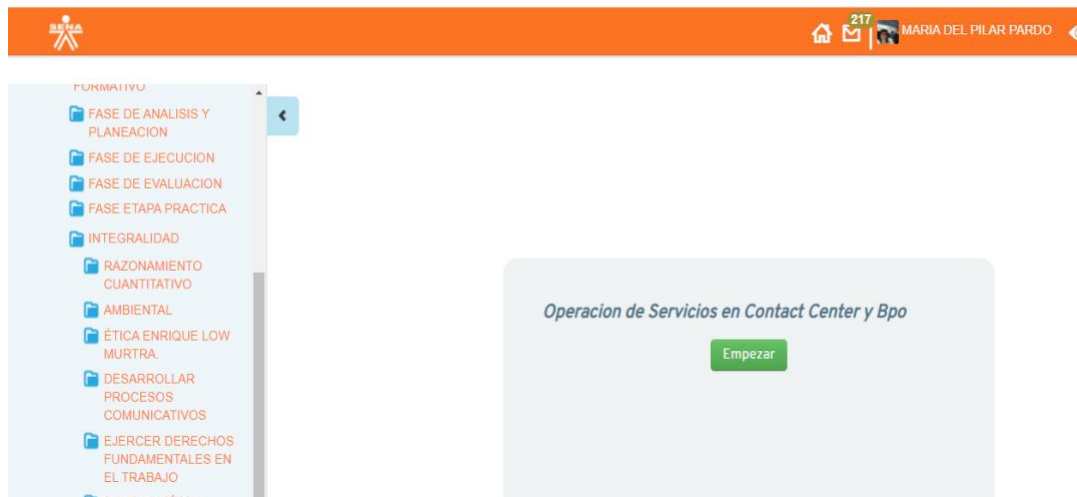 SENA
217
MARIA DEL PILAR PARDO
FORMATIVO
FASE DE ANALISIS Y
PLANEACION
FASE DE EJECUCION
FASE DE EVALUACION
FASE ETAPA PRACTICA
INTEGRALIDAD
RAZONAMIENTO
CUANTITATIVO
AMBIENTAL
ÉTICA ENRIQUE LOW
MURTRA.
DESARROLLAR
PROCESOS
COMUNICATIVOS
EJERCER DERECHOS
FUNDAMENTALES EN
EL TRABAJO
Operacion de Servicios en Contact Center y Bpo
Empezar